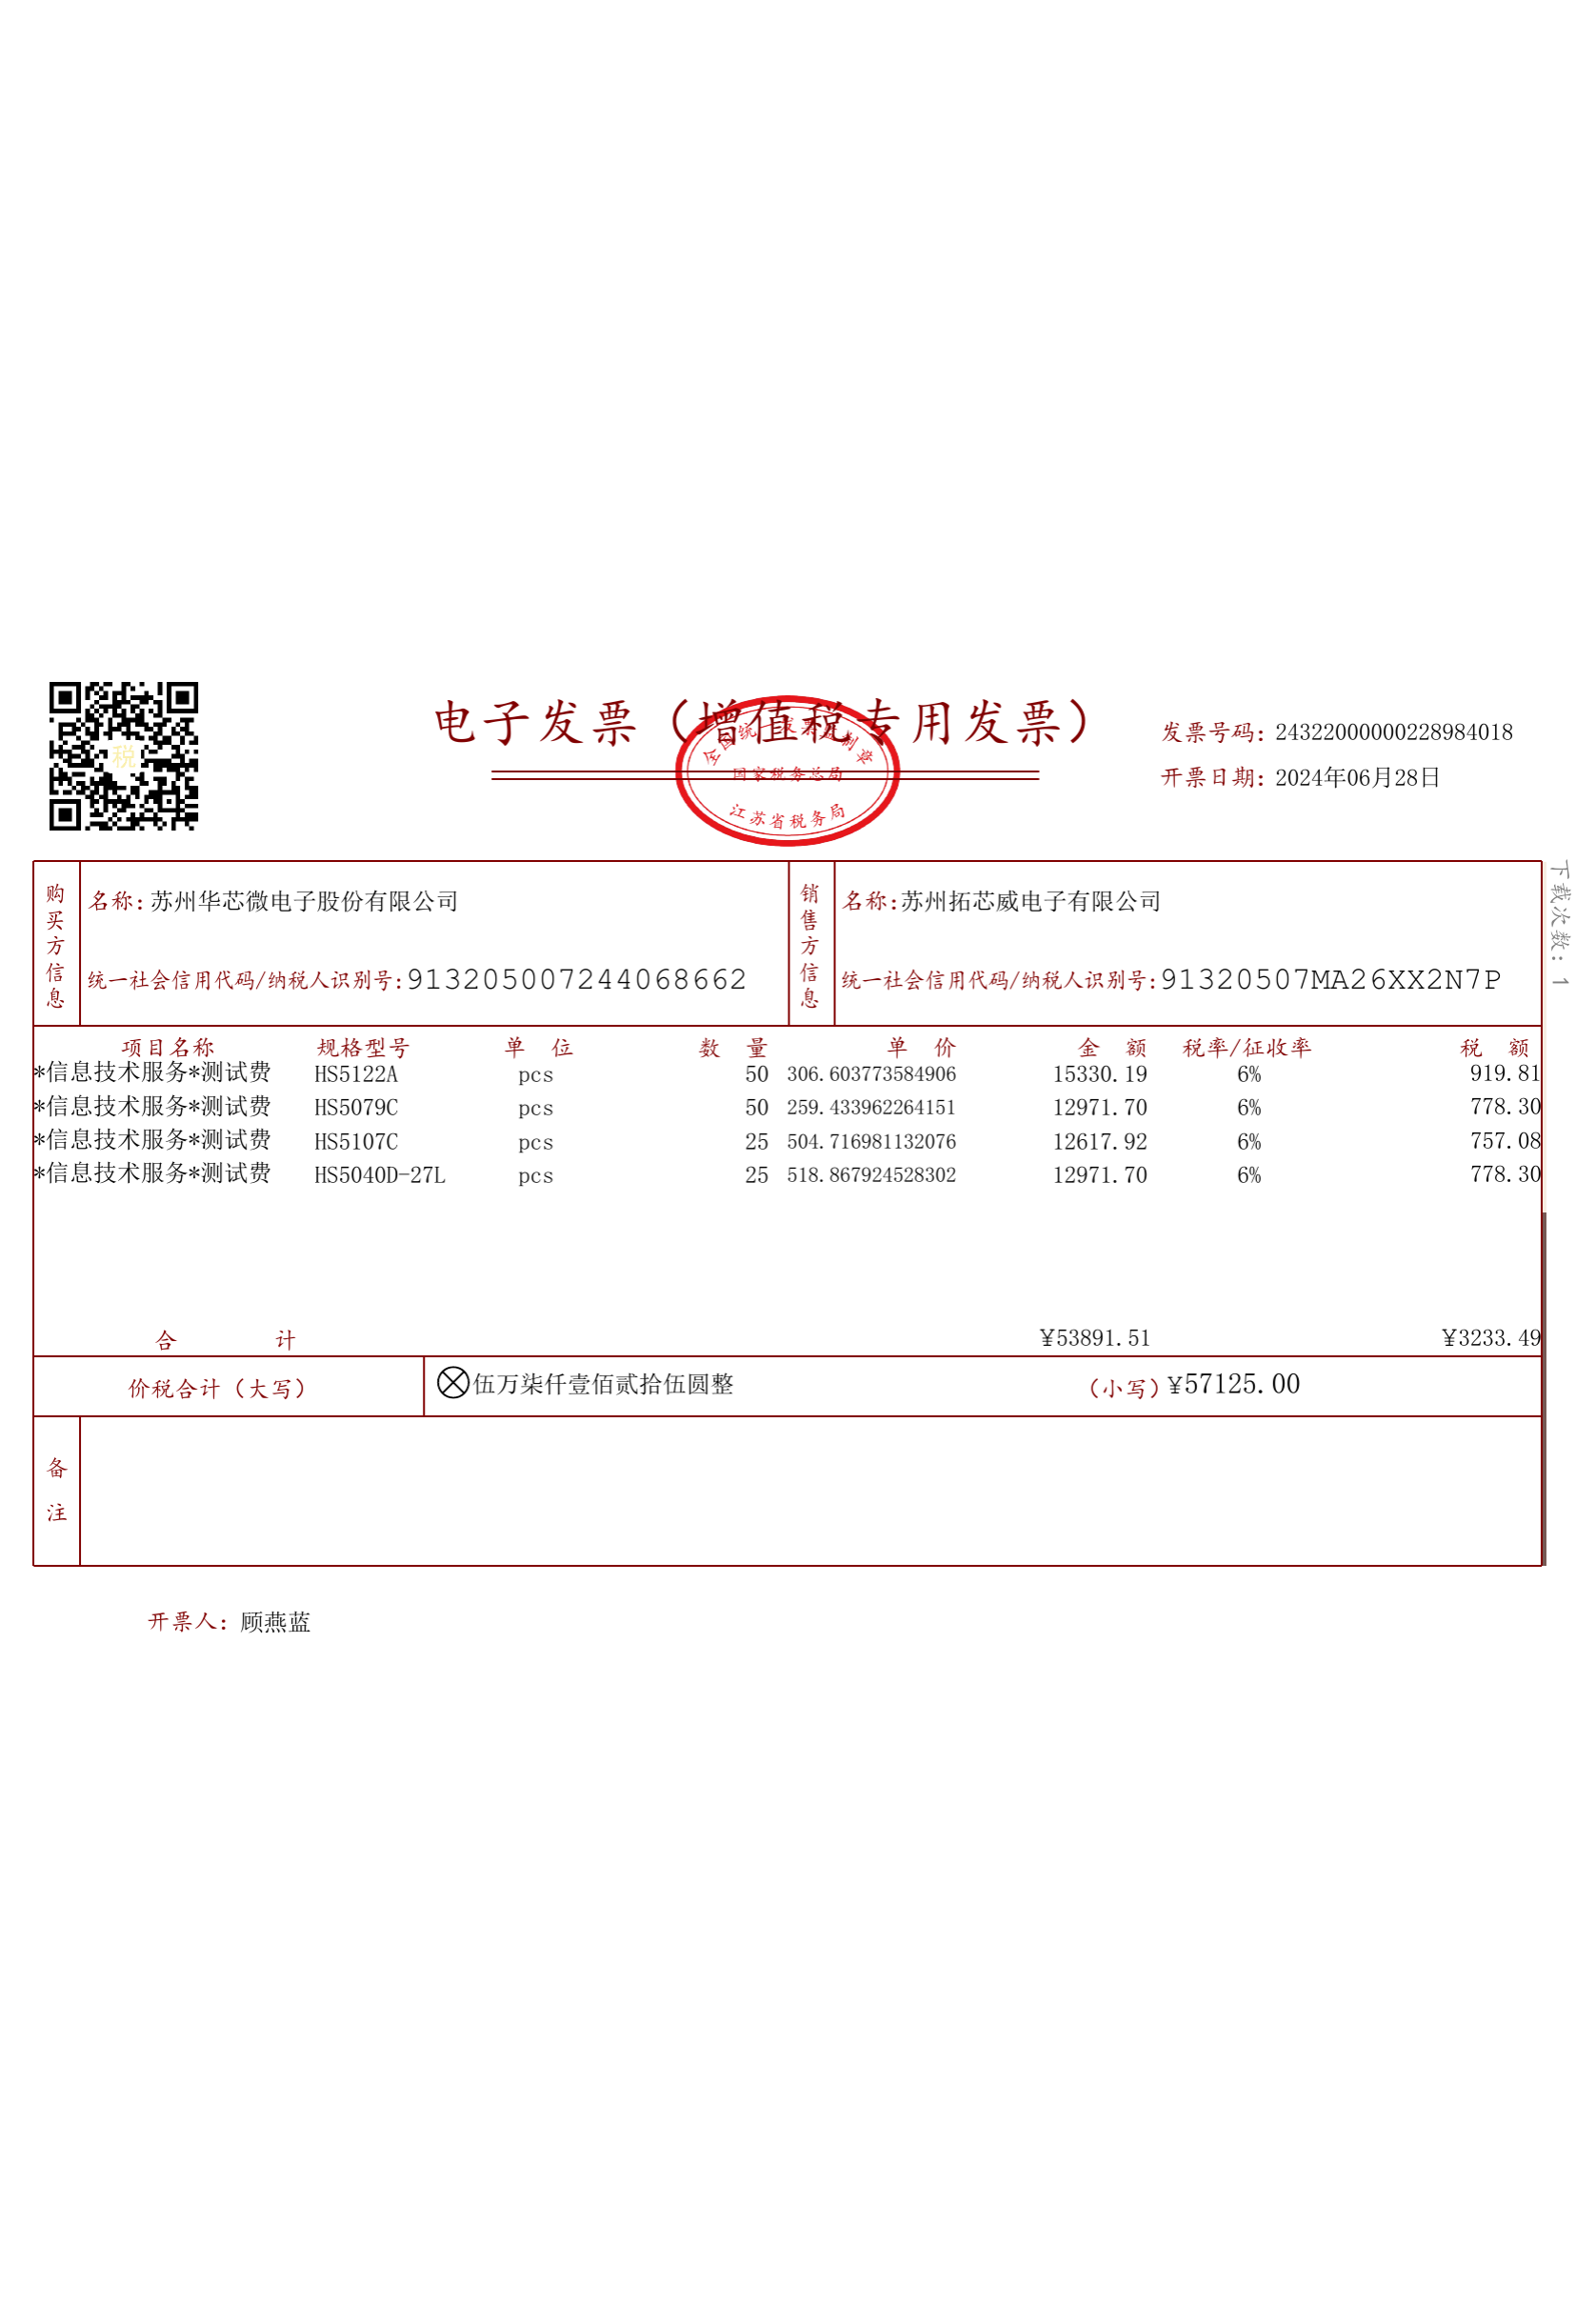 电子发票（增值税专用发票）
全国统一发票监制章
国家税务总局
江苏省税务局
税
发票号码：24322000000228984018
开票日期：2024年06月28日
购买方信息
名称：苏州华芯微电子股份有限公司
统一社会信用代码/纳税人识别号：913205007244068662
销售方信息
名称：苏州拓芯威电子有限公司
统一社会信用代码/纳税人识别号：91320507MA26XX2N7P
下载次数：1
项目名称 规格型号 单 位 数 量 单 价 金 额 税率/征收率 税 额
*信息技术服务*测试费 HS5122A pcs 50 306.603773584906 15330.19 6% 919.81
*信息技术服务*测试费 HS5079C pcs 50 259.433962264151 12971.70 6% 778.30
*信息技术服务*测试费 HS5107C pcs 25 504.716981132076 12617.92 6% 757.08
*信息技术服务*测试费 HS5040D-27L pcs 25 518.867924528302 12971.70 6% 778.30
合 计 ¥53891.51 ¥3233.49
价税合计（大写） 伍万柒仟壹佰贰拾伍圆整 （小写）¥57125.00
备注
开票人：顾燕蓝